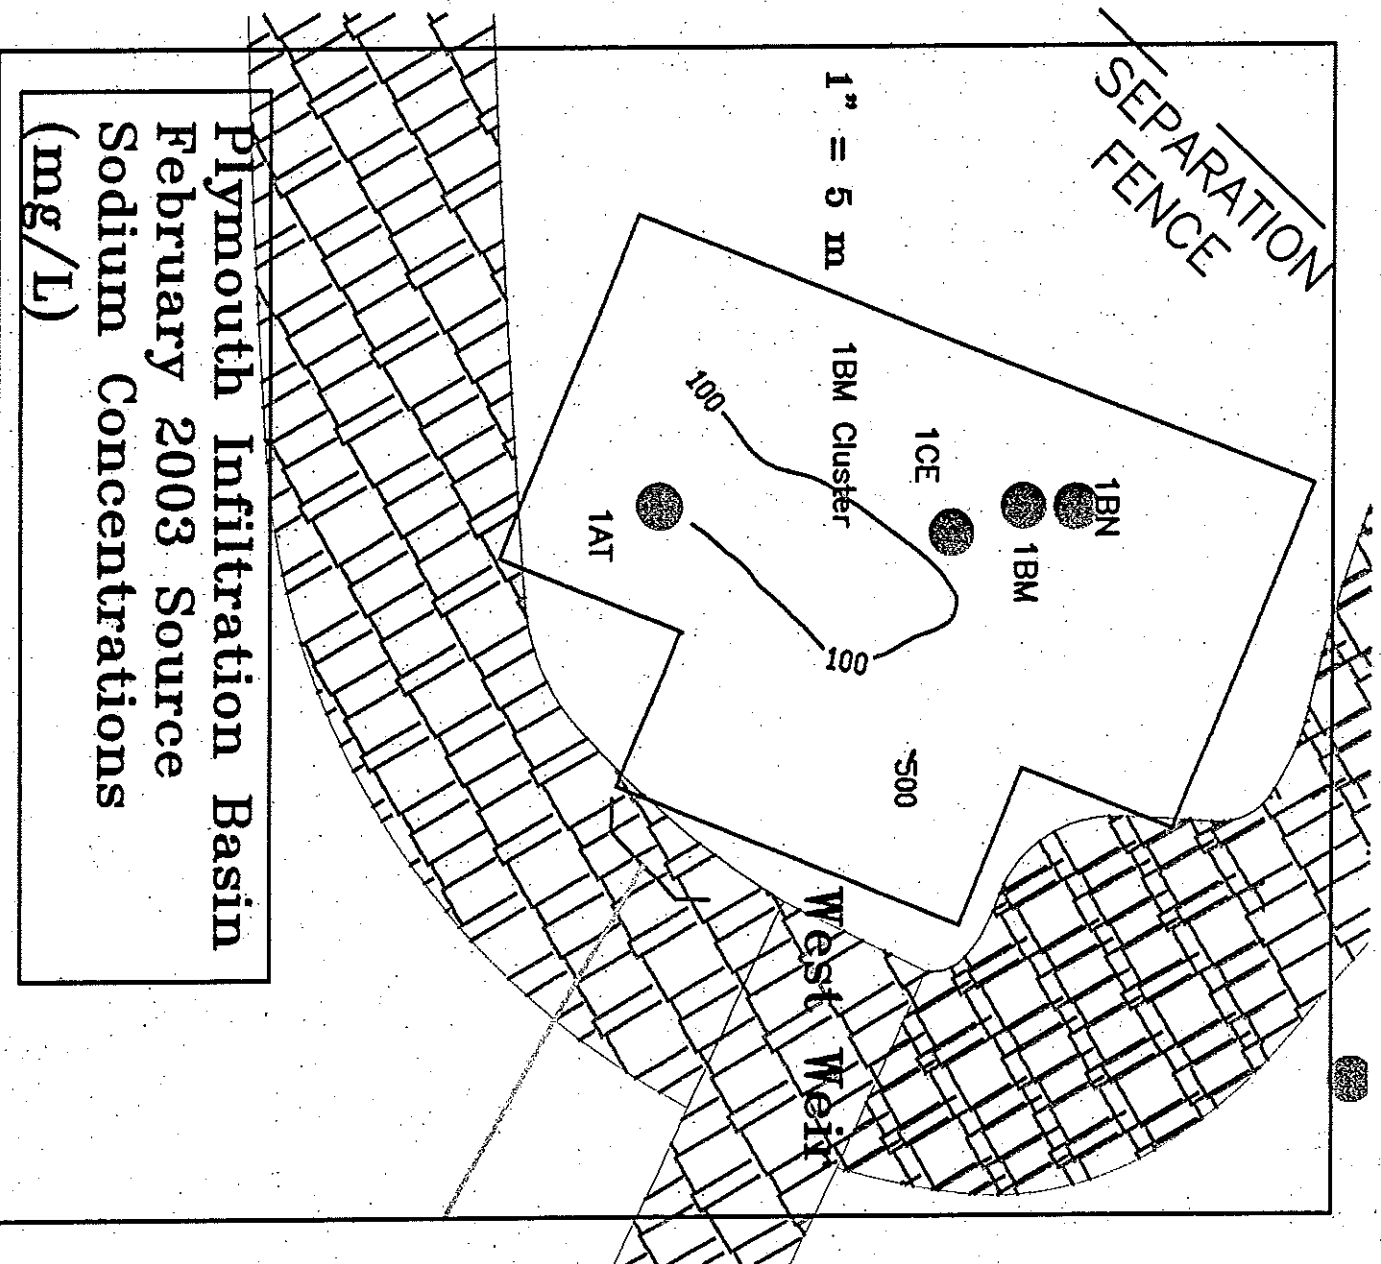 SEPARATION
FENCE
1" = 5 m
1BN
1BM
1CE
1BM Cluster
100
100
1AT
500
West Weir
Plymouth Infiltration Basin
February 2003 Source
Sodium Concentrations
(mg/L)